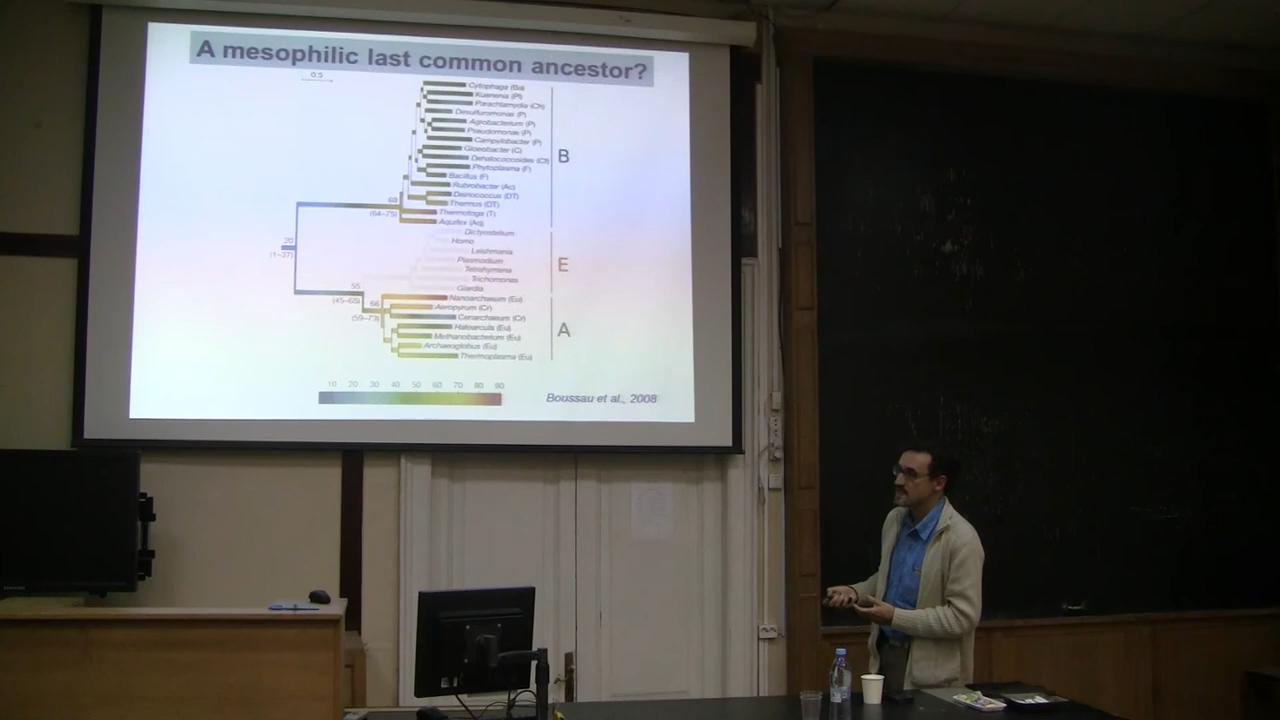 A mesophilic last common ancestor?
0.5
Cytophaga (Ba)
Kuenenia (Pl)
Parachlamydia (Ch)
Desulfuromonas (P)
Agrobacterium (P)
Pseudomonas (P)
Campylobacter (P)
Gloeobacter (C)
Dehalococcoides (Cf)
Phytoplasma (F)
Bacillus (F)
Rubrobacter (Ac)
Deinococcus (DT)
Thermus (DT)
Thermotoga (T)
Aquifex (Aq)
B
68
(64–75)
Dictyostelium
Homo
Leishmania
Plasmodium
Tetrahymena
Trichomonas
Giardia
E
20
(1–37)
55
(45–65)
66
(59–73)
Nanoarchaeum (Eu)
Aeropyrum (Cr)
Cenarchaeum (Cr)
Haloarcula (Eu)
Methanobacterium (Eu)
Archaeoglobus (Eu)
Thermoplasma (Eu)
A
10 20 30 40 50 60 70 80 90
Boussau et al., 2008